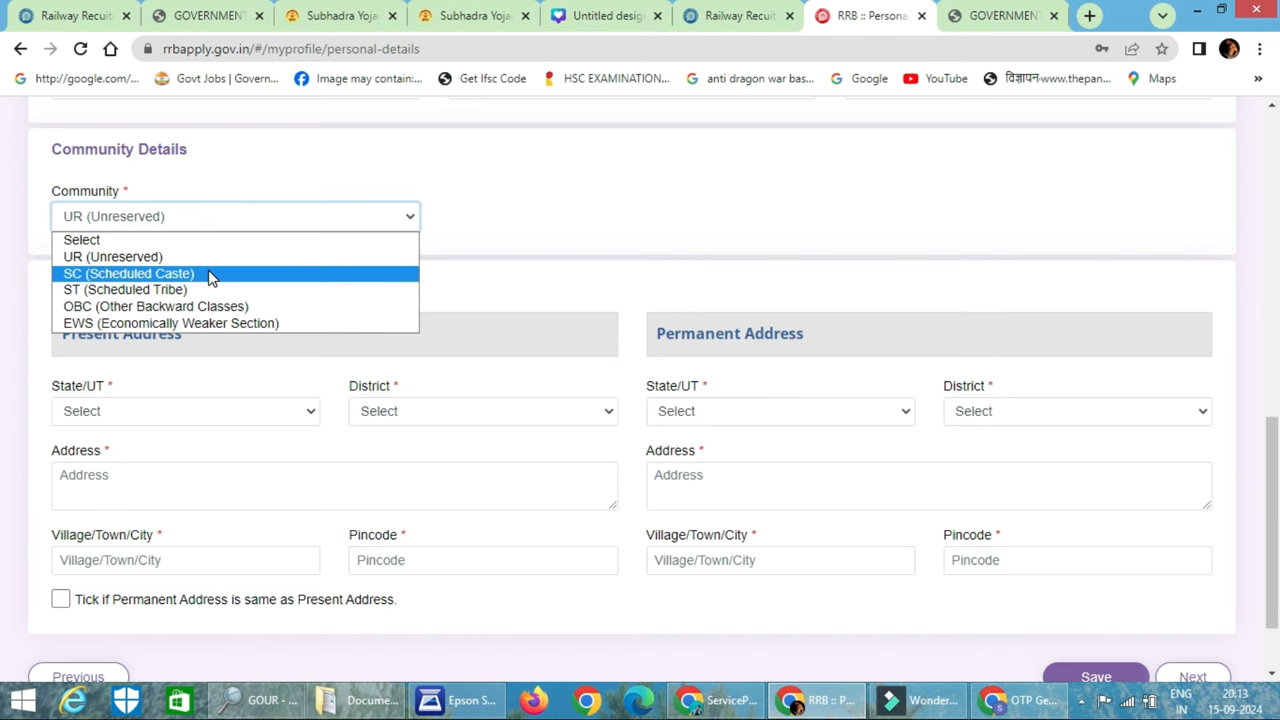 Railway Recuit
GOVERNMENT
Subhadra Yoja
Subhadra Yojan
Untitled desig
Railway Recuit
RRB :: Persona
GOVERNMENT
rrbapply.gov.in/#/myprofile/personal-details
http://google.com/...
Govt Jobs | Govern...
Image may contain:...
Get Ifsc Code
HSC EXAMINATION...
anti dragon war bas...
Google
YouTube
विज्ञापन-www.thepan...
Maps
»
Community Details
Community *
UR (Unreserved)
Select
UR (Unreserved)
SC (Scheduled Caste)
ST (Scheduled Tribe)
OBC (Other Backward Classes)
EWS (Economically Weaker Section)
Present Address
Permanent Address
State/UT *
District *
State/UT *
District *
Select
Select
Select
Select
Address *
Address *
Address
Address
Village/Town/City *
Pincode *
Village/Town/City *
Pincode *
Village/Town/City
Pincode
Village/Town/City
Pincode
Tick if Permanent Address is same as Present Address.
Previous
Save
Next
GOUR - ...
Docume...
Epson S...
ServiceP...
RRB :: P...
Wonder...
OTP Ge...
ENG
IN
20:13
15-09-2024